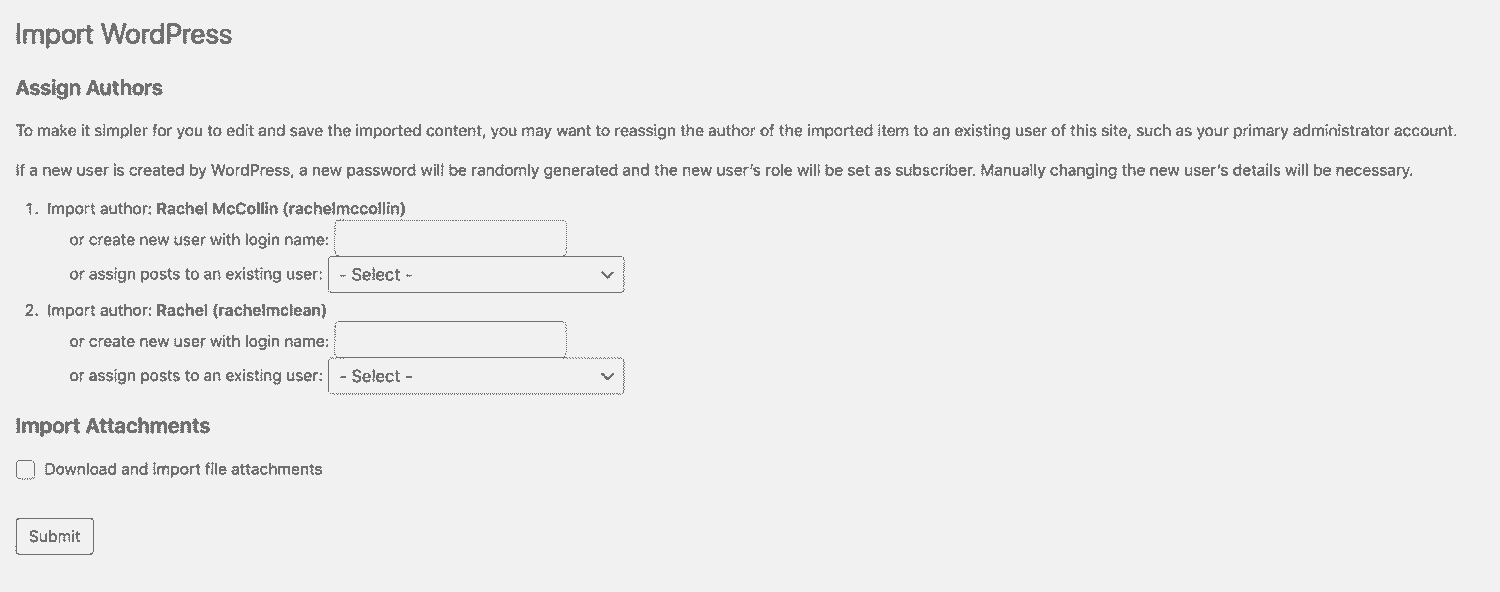 Import WordPress
Assign Authors
To make it simpler for you to edit and save the imported content, you may want to reassign the author of the imported item to an existing user of this site, such as your primary administrator account.
If a new user is created by WordPress, a new password will be randomly generated and the new user's role will be set as subscriber. Manually changing the new user's details will be necessary.
1. Import author: Rachel McCollin (rachelmccollin)
or create new user with login name:
or assign posts to an existing user: - Select -
2. Import author: Rachel (rachelmclean)
or create new user with login name:
or assign posts to an existing user: - Select -
Import Attachments
Download and import file attachments
Submit